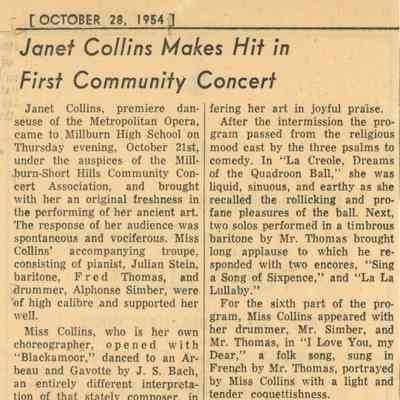 [ OCTOBER 28, 1954 ]
Janet Collins Makes Hit in
First Community Concert
Janet Collins, premiere dan-
seuse of the Metropolitan Opera,
came to Millburn High School on
Thursday evening, October 21st,
under the auspices of the Mill-
burn-Short Hills Community Con-
cert Association, and brought
with her an original freshness in
the performing of her ancient art.
The response of her audience was
spontaneous and vociferous. Miss
Collins' accompanying troupe,
consisting of pianist, Julian Stein,
baritone, Fred Thomas, and
drummer, Alphonse Simber, were
of high calibre and supported her
well.
Miss Collins, who is her own
choreographer, opened with
"Blackamoor," danced to an Ar-
beau and Gavotte by J. S. Bach,
an entirely different interpreta-
tion of that stately composer, in
fering her art in joyful praise.
After the intermission the pro-
gram passed from the religious
mood cast by the three psalms to
comedy. In "La Creole, Dreams
of the Quadroon Ball," she was
liquid, sinuous, and earthy as she
recalled the rollicking and pro-
fane pleasures of the ball. Next,
two solos performed in a timbrous
baritone by Mr. Thomas brought
long applause to which he re-
sponded with two encores, "Sing
a Song of Sixpence," and "La La
Lullaby."
For the sixth part of the pro-
gram, Miss Collins appeared with
her drummer, Mr. Simber, and
Mr. Thomas, in "I Love You, my
Dear," a folk song, sung in
French by Mr. Thomas, portrayed
by Miss Collins with a light and
tender coquettishness.